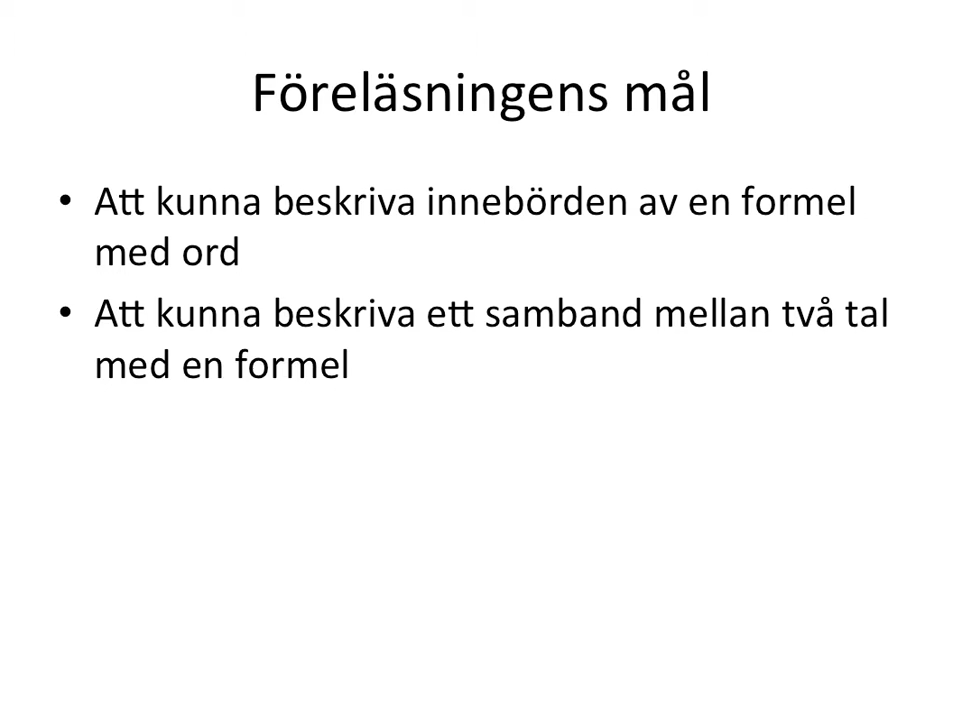 Föreläsningens mål
• Att kunna beskriva innebörden av en formel
med ord
• Att kunna beskriva ett samband mellan två tal
med en formel